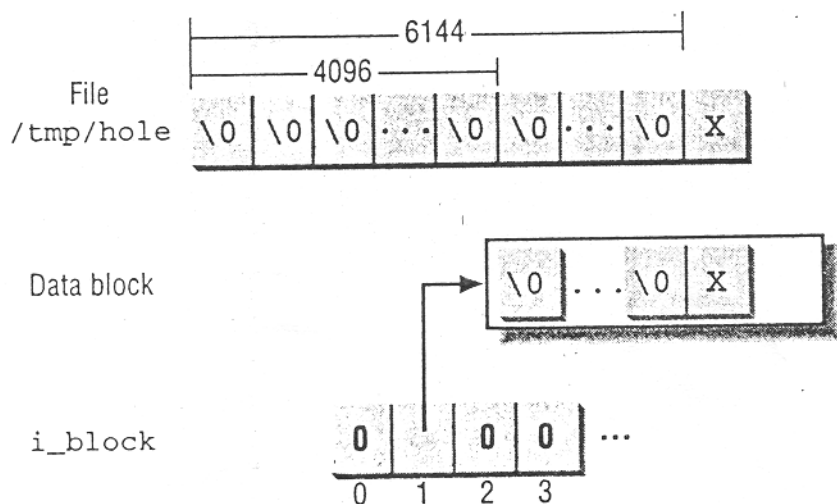 6144
4096
File
/tmp/hole
\0 \0 \0 ... \0 \0 ... \0 X
Data block
\0 ... \0 X
i_block
0 0 0 ...
0 1 2 3